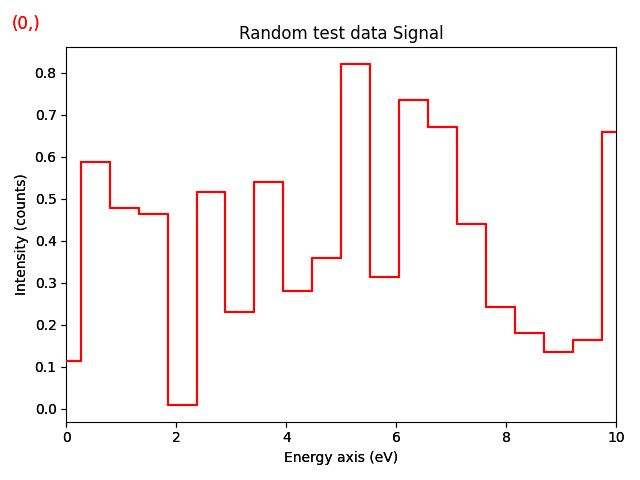 (0,)
Random test data Signal
0.8
0.7
0.6
0.5
0.4
0.3
0.2
0.1
0.0
Intensity (counts)
0 2 4 6 8 10
Energy axis (eV)